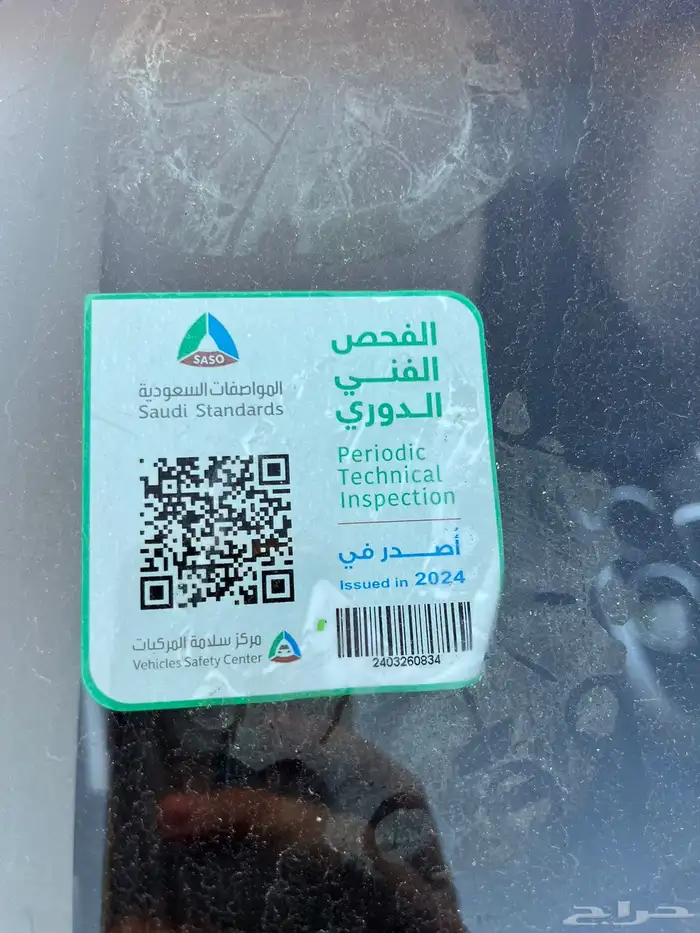 SASO
المواصفات السعودية
Saudi Standards
الفحص
الفني
الدوري
Periodic
Technical
Inspection
أُصدر في
Issued in 2024
مركز سلامة المركبات
Vehicles Safety Center
2403260834
حراج